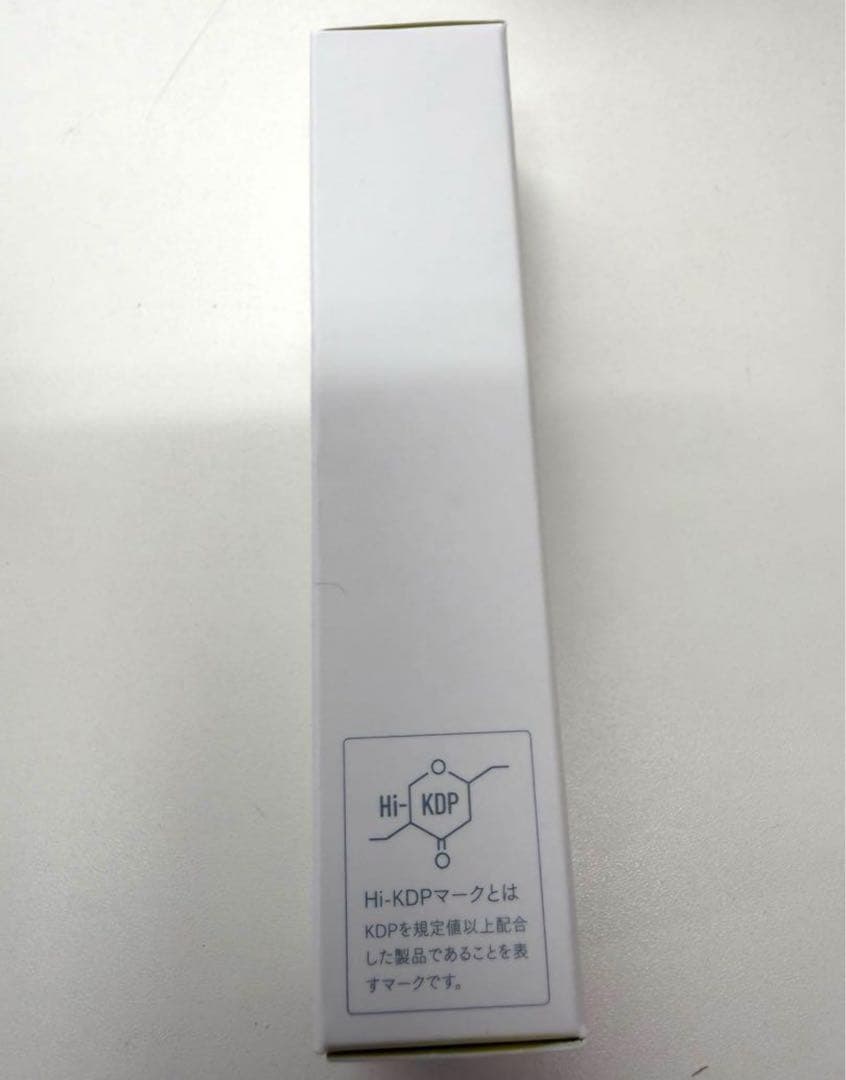 O
Hi-KDP
O
Hi-KDPマークとは
KDPを規定値以上配合
した製品であることを表
すマークです。